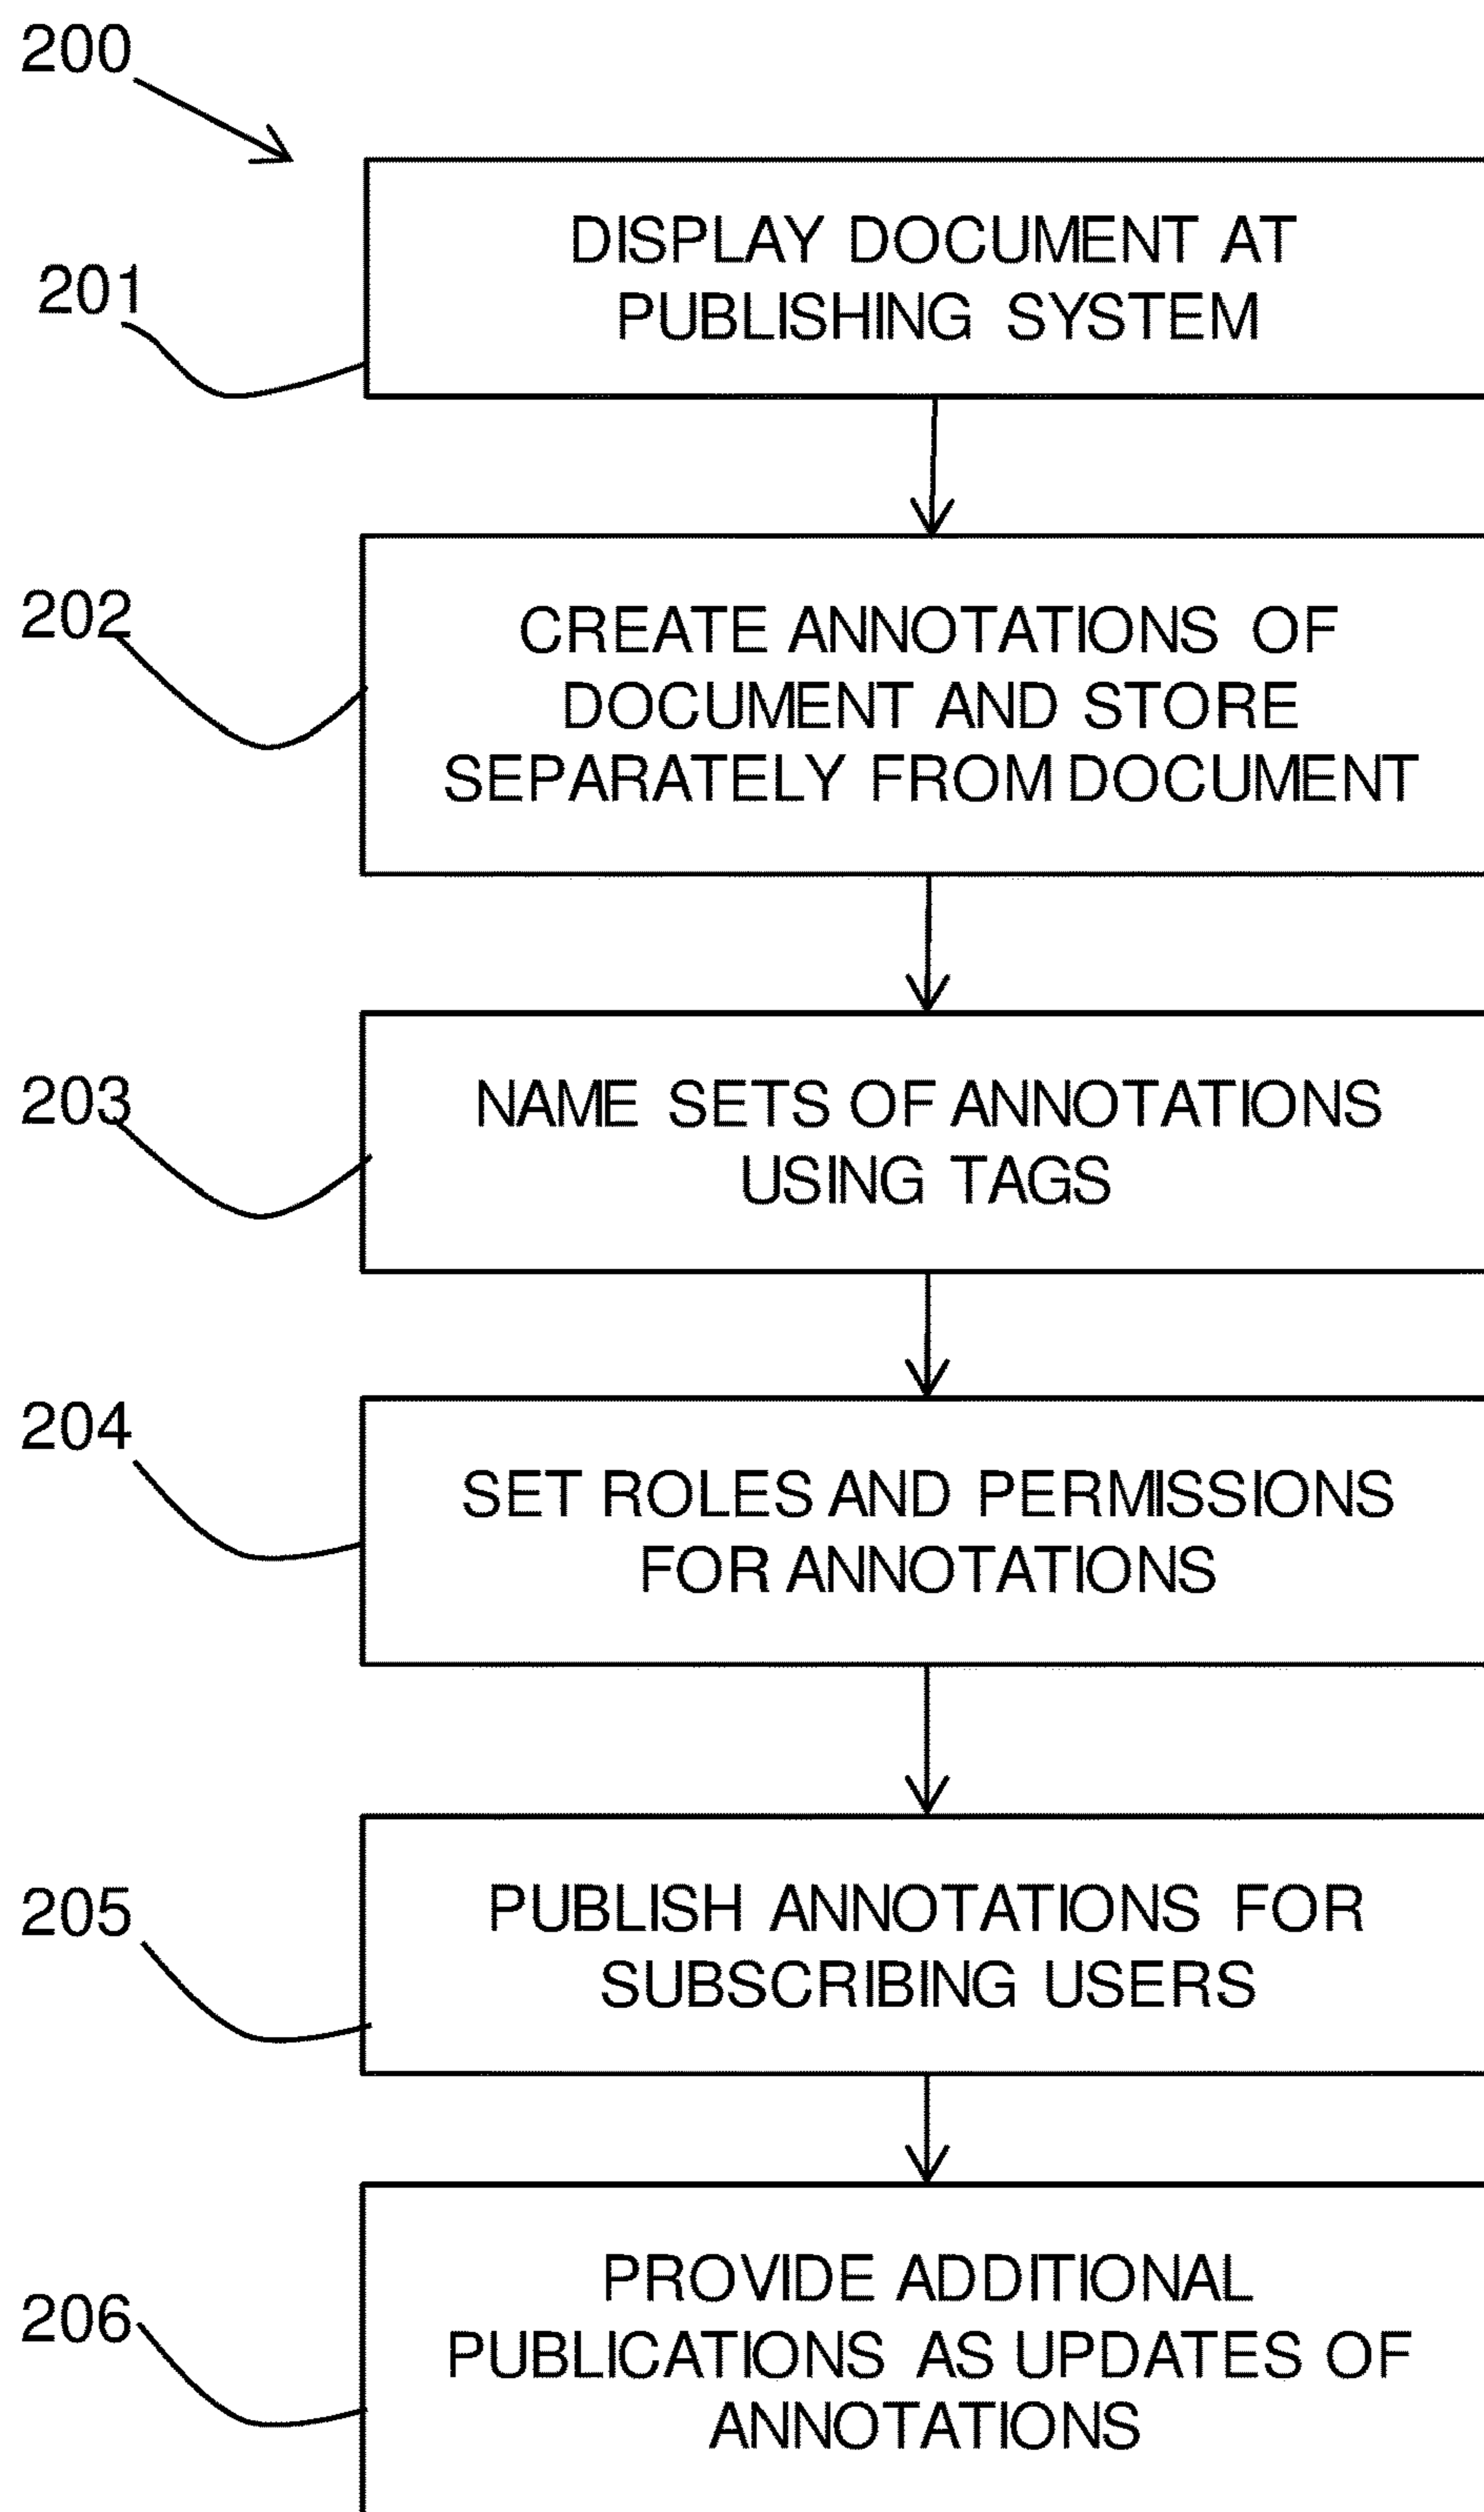 200
201
DISPLAY DOCUMENT AT
PUBLISHING SYSTEM
202
CREATE ANNOTATIONS OF
DOCUMENT AND STORE
SEPARATELY FROM DOCUMENT
203
NAME SETS OF ANNOTATIONS
USING TAGS
204
SET ROLES AND PERMISSIONS
FOR ANNOTATIONS
205
PUBLISH ANNOTATIONS FOR
SUBSCRIBING USERS
206
PROVIDE ADDITIONAL
PUBLICATIONS AS UPDATES OF
ANNOTATIONS